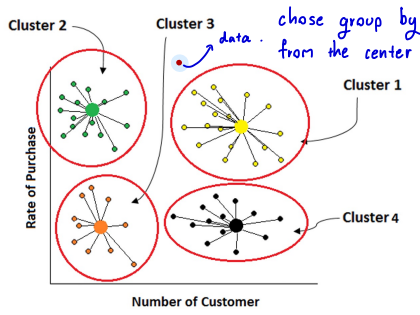 Cluster 2
Cluster 3
data.
chose group by
from the center
Cluster 1
Cluster 4
Rate of Purchase
Number of Customer